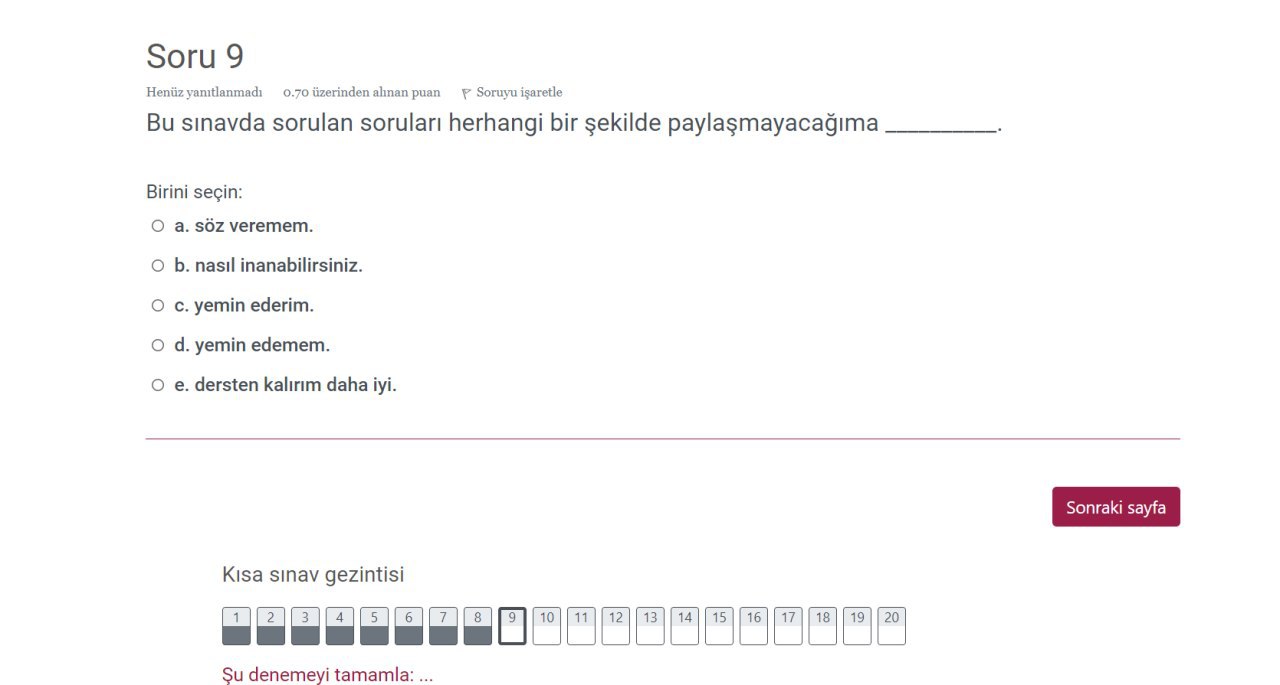 Soru 9
Henüz yanıtlanmadı 0.70 üzerinden alınan puan Soruyu işaretle
Bu sınavda sorulan soruları herhangi bir şekilde paylaşmayacağıma __________.
Birini seçin:
a. söz veremem.
b. nasıl inanabilirsiniz.
c. yemin ederim.
d. yemin edemem.
e. dersten kalırım daha iyi.
Sonraki sayfa
Kısa sınav gezintisi
1 2 3 4 5 6 7 8 9 10 11 12 13 14 15 16 17 18 19 20
Şu denemeyi tamamla: ...